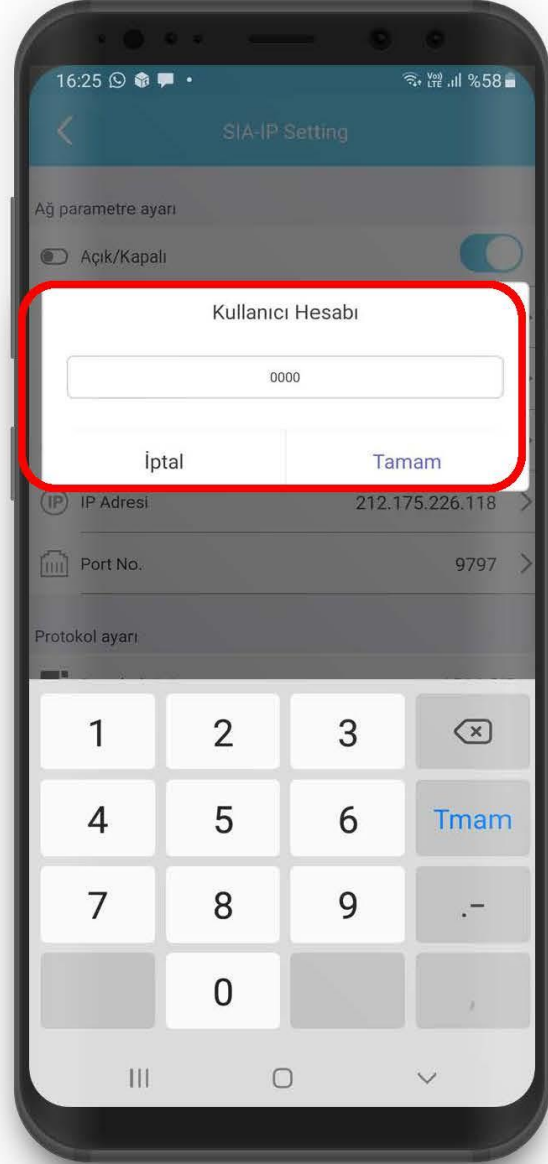 16:25 %58
SIA-IP Setting
Ağ parametre ayarı
Açık/Kapalı
Kullanıcı Hesabı
0000
İptal Tamam
IP IP Adresi 212.175.226.118
Port No. 9797
Protokol ayarı
1 2 3
4 5 6 Tmam
7 8 9 .-
0 ,